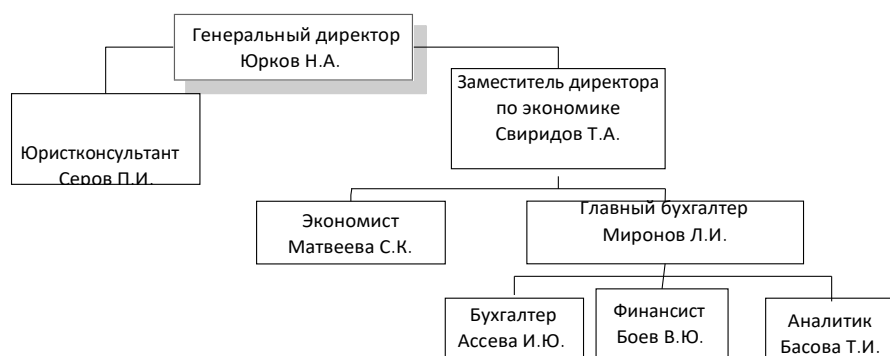 Генеральный директор
Юрков Н.А.
Заместитель директора
по экономике
Свиридов Т.А.
Юристконсультант
Серов П.И.
Экономист
Матвеева С.К.
Главный бухгалтер
Миронов Л.И.
Бухгалтер
Ассева И.Ю.
Финансист
Боев В.Ю.
Аналитик
Басова Т.И.